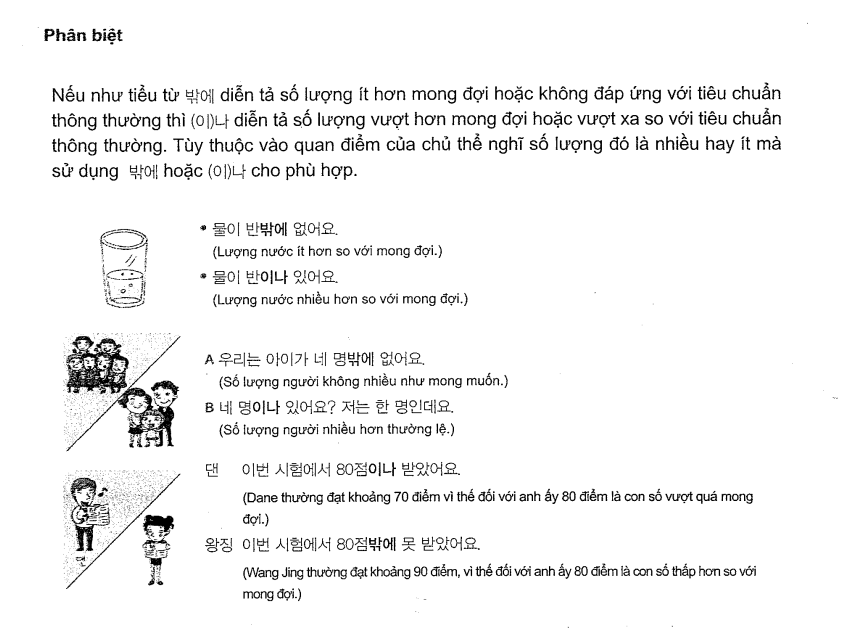 Phân biệt
Nếu như tiểu từ 밖에 diễn tả số lượng ít hơn mong đợi hoặc không đáp ứng với tiêu chuẩn
thông thường thì (이)나 diễn tả số lượng vượt hơn mong đợi hoặc vượt xa so với tiêu chuẩn
thông thường. Tùy thuộc vào quan điểm của chủ thể nghĩ số lượng đó là nhiều hay ít mà
sử dụng 밖에 hoặc (이)나 cho phù hợp.
* 물이 반밖에 없어요.
(Lượng nước ít hơn so với mong đợi.)
* 물이 반이나 있어요.
(Lượng nước nhiều hơn so với mong đợi.)
A 우리는 아이가 네 명밖에 없어요.
(Số lượng người không nhiều như mong muốn.)
B 네 명이나 있어요? 저는 한 명인데요.
(Số lượng người nhiều hơn thường lệ.)
댄 이번 시험에서 80점이나 받았어요.
(Dane thường đạt khoảng 70 điểm vì thế đối với anh ấy 80 điểm là con số vượt quá mong
đợi.)
댄
왕징 이번 시험에서 80점밖에 못 받았어요.
(Wang Jing thường đạt khoảng 90 điểm, vì thế đối với anh ấy 80 điểm là con số thấp hơn so với
mong đợi.)